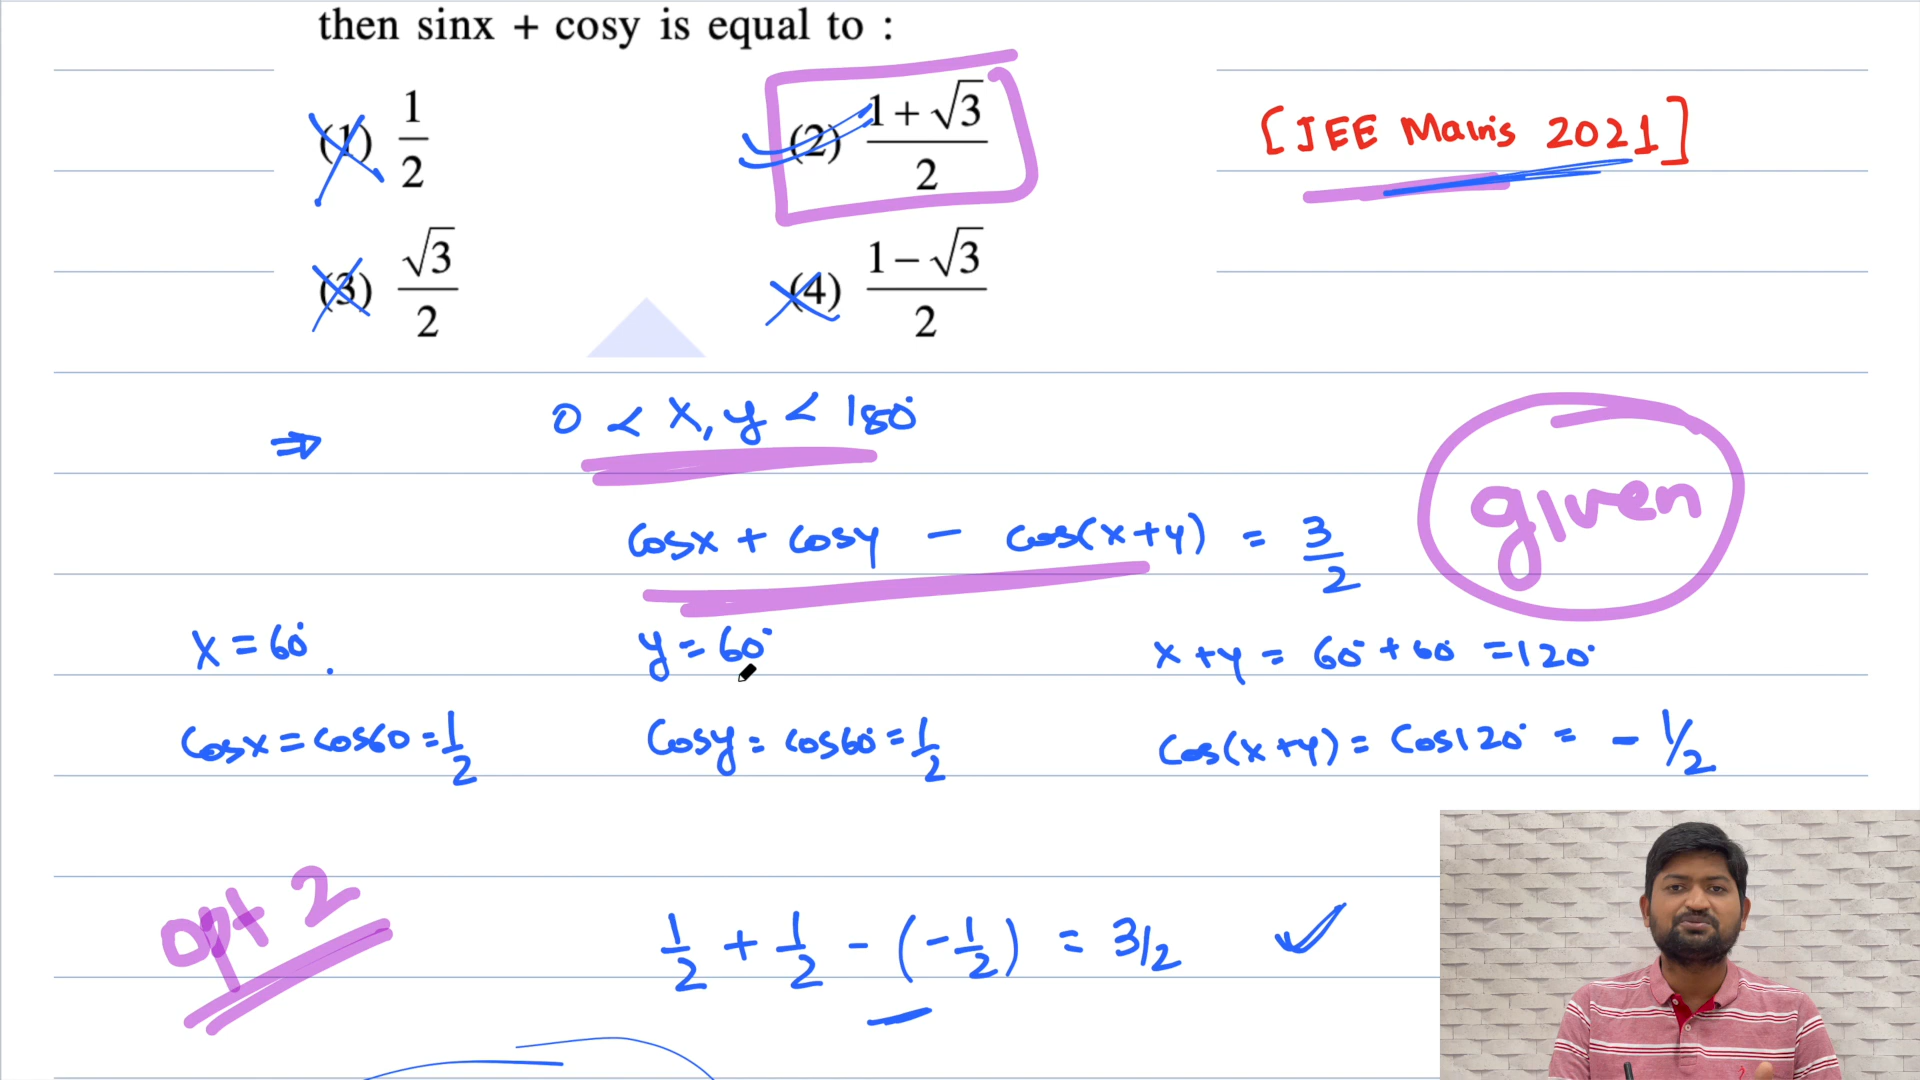 then sinx + cosy is equal to :
(1) 1/2
(2) (1 + √3)/2
[JEE Mains 2021]
(3) √3/2
(4) (1 − √3)/2
⇒ 0 < x, y < 180°
cosx + cosy − cos(x+y) = 3/2
given
x = 60°.
y = 60°
x + y = 60° + 60° = 120°
cosx = cos60 = 1/2
cosy = cos60° = 1/2
cos(x+y) = cos120° = − 1/2
opt 2
1/2 + 1/2 − (−1/2) = 3/2 ✓